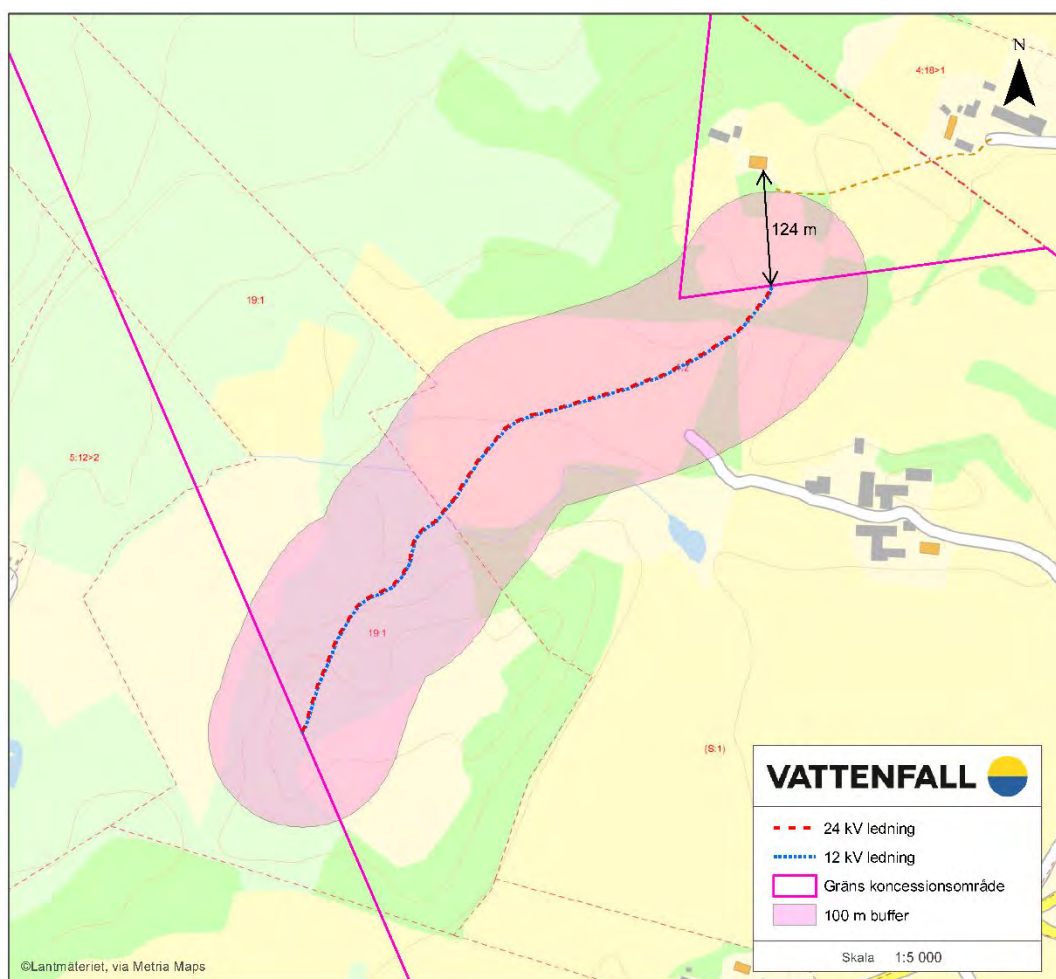 N
4:18>1
124 m
19:1
5:12>2
19:1
(S:1)
VATTENFALL
24 kV ledning
12 kV ledning
Gräns koncessionsområde
100 m buffer
Skala 1:5 000
©Lantmäteriet, via Metria Maps